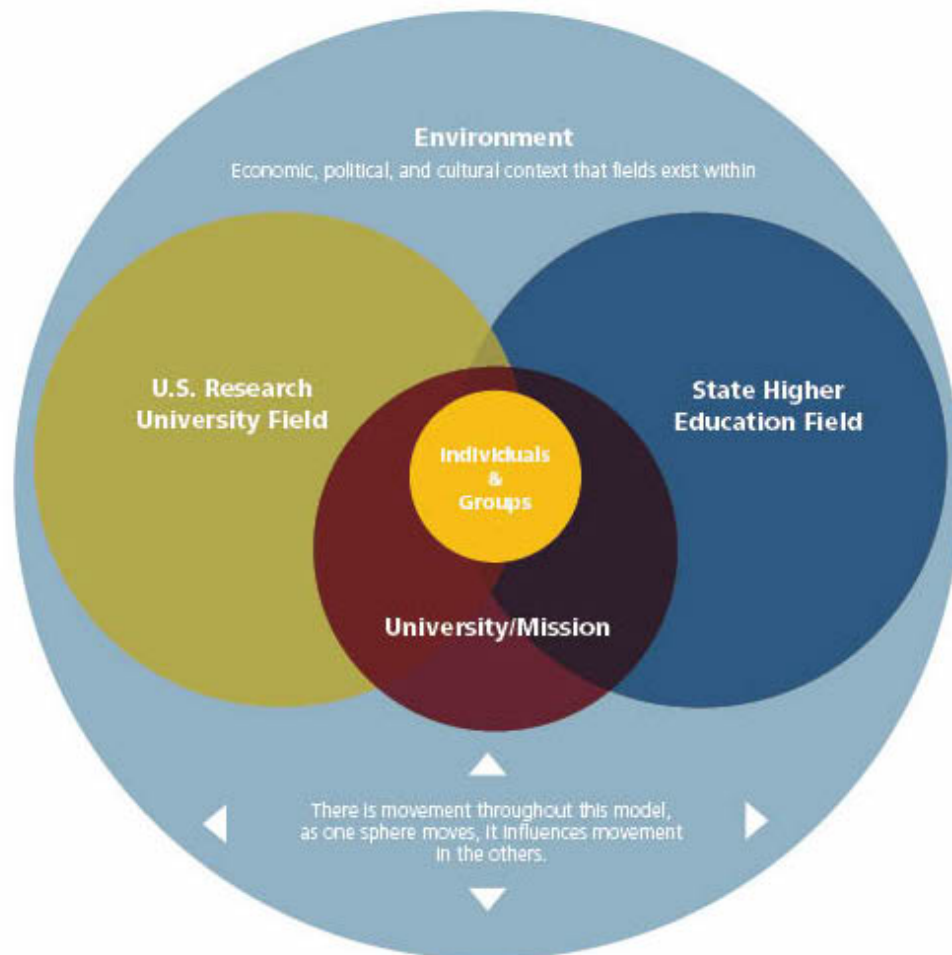 Environment
Economic, political, and cultural context that fields exist within
U.S. Research
University Field
State Higher
Education Field
Individuals
&
Groups
University/Mission
There is movement throughout this model,
as one sphere moves, it influences movement
in the others.